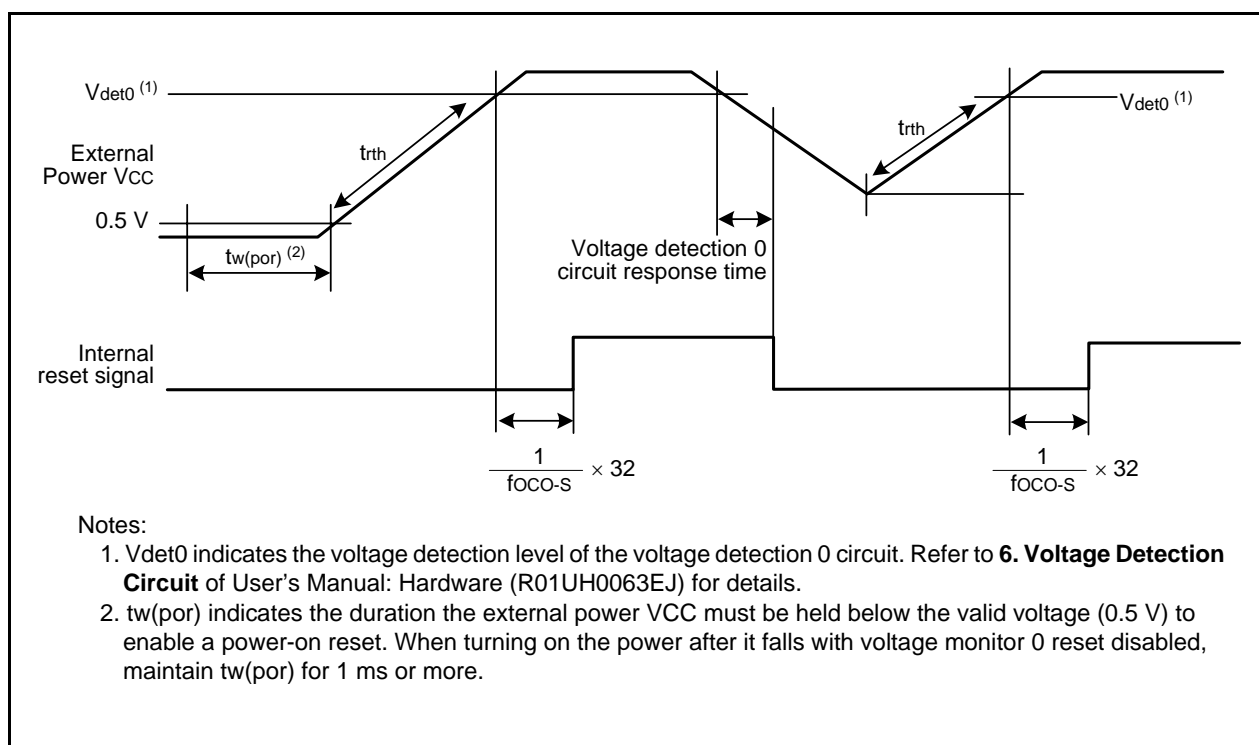 Vdet0 (1)
trth
External
Power VCC
0.5 V
tw(por) (2)
Voltage detection 0
circuit response time
trth
Vdet0 (1)
Internal
reset signal
1
fOCO-S
× 32
1
fOCO-S
× 32
Notes:
1. Vdet0 indicates the voltage detection level of the voltage detection 0 circuit. Refer to 6. Voltage Detection
Circuit of User's Manual: Hardware (R01UH0063EJ) for details.
2. tw(por) indicates the duration the external power VCC must be held below the valid voltage (0.5 V) to
enable a power-on reset. When turning on the power after it falls with voltage monitor 0 reset disabled,
maintain tw(por) for 1 ms or more.